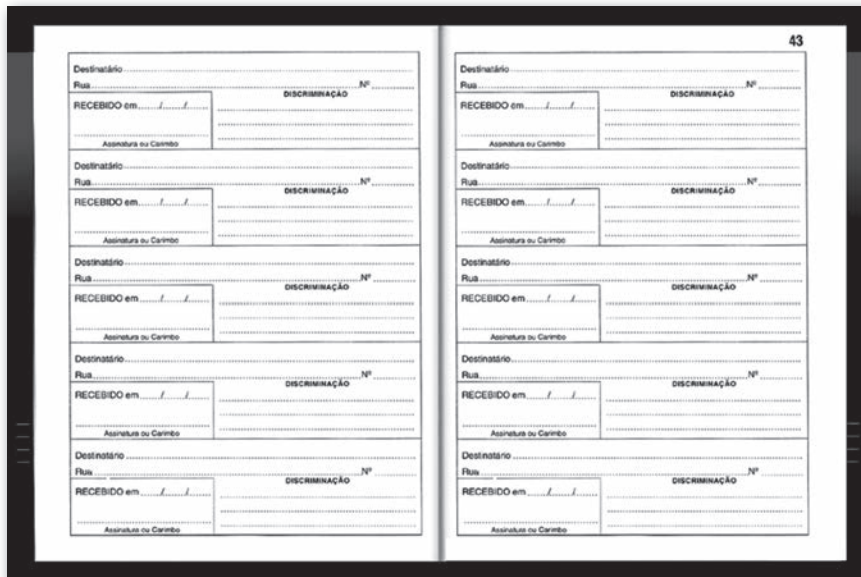 Destinatário
Rua Nº
DISCRIMINAÇÃO
RECEBIDO em / /
Assinatura ou Carimbo
Destinatário
Rua Nº
DISCRIMINAÇÃO
RECEBIDO em / /
Assinatura ou Carimbo
Destinatário
Rua Nº
DISCRIMINAÇÃO
RECEBIDO em / /
Assinatura ou Carimbo
Destinatário
Rua Nº
DISCRIMINAÇÃO
RECEBIDO em / /
Assinatura ou Carimbo
Destinatário
Rua Nº
DISCRIMINAÇÃO
RECEBIDO em / /
Assinatura ou Carimbo
43
Destinatário
Rua Nº
DISCRIMINAÇÃO
RECEBIDO em / /
Assinatura ou Carimbo
Destinatário
Rua Nº
DISCRIMINAÇÃO
RECEBIDO em / /
Assinatura ou Carimbo
Destinatário
Rua Nº
DISCRIMINAÇÃO
RECEBIDO em / /
Assinatura ou Carimbo
Destinatário
Rua Nº
DISCRIMINAÇÃO
RECEBIDO em / /
Assinatura ou Carimbo
Destinatário
Rua Nº
DISCRIMINAÇÃO
RECEBIDO em / /
Assinatura ou Carimbo